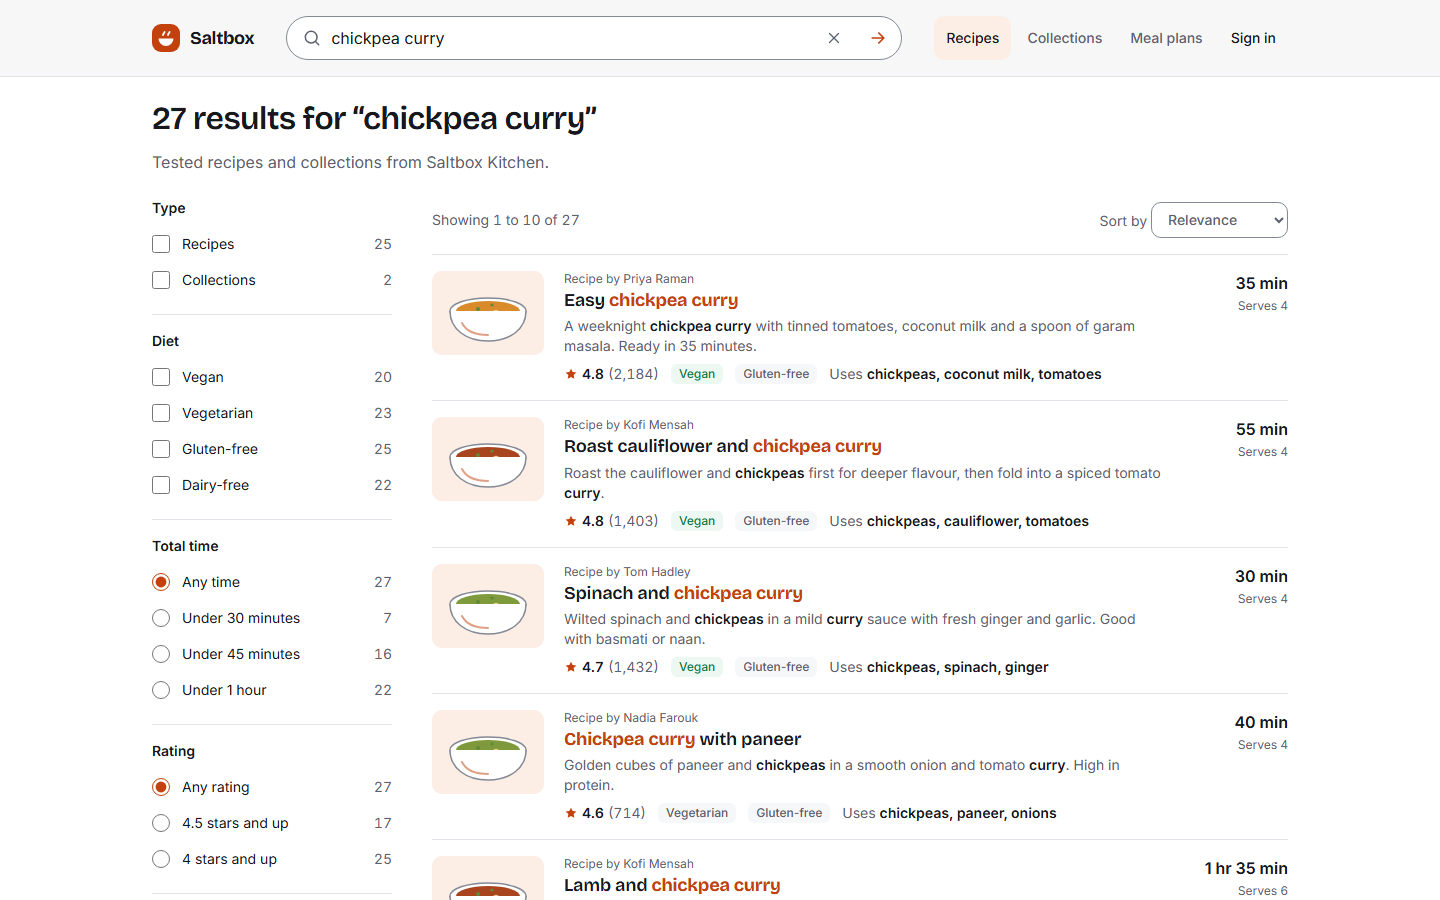 Saltbox
chickpea curry
Recipes
Collections
Meal plans
Sign in
27 results for “chickpea curry”
Tested recipes and collections from Saltbox Kitchen.
Type
Recipes 25
Collections 2
Diet
Vegan 20
Vegetarian 23
Gluten-free 25
Dairy-free 22
Total time
Any time 27
Under 30 minutes 7
Under 45 minutes 16
Under 1 hour 22
Rating
Any rating 27
4.5 stars and up 17
4 stars and up 25
Showing 1 to 10 of 27
Sort by Relevance
Recipe by Priya Raman
Easy chickpea curry
A weeknight chickpea curry with tinned tomatoes, coconut milk and a spoon of garam
masala. Ready in 35 minutes.
4.8 (2,184) Vegan Gluten-free Uses chickpeas, coconut milk, tomatoes
35 min
Serves 4
Recipe by Kofi Mensah
Roast cauliflower and chickpea curry
Roast the cauliflower and chickpeas first for deeper flavour, then fold into a spiced tomato
curry.
4.8 (1,403) Vegan Gluten-free Uses chickpeas, cauliflower, tomatoes
55 min
Serves 4
Recipe by Tom Hadley
Spinach and chickpea curry
Wilted spinach and chickpeas in a mild curry sauce with fresh ginger and garlic. Good
with basmati or naan.
4.7 (1,432) Vegan Gluten-free Uses chickpeas, spinach, ginger
30 min
Serves 4
Recipe by Nadia Farouk
Chickpea curry with paneer
Golden cubes of paneer and chickpeas in a smooth onion and tomato curry. High in
protein.
4.6 (714) Vegetarian Gluten-free Uses chickpeas, paneer, onions
40 min
Serves 4
Recipe by Kofi Mensah
Lamb and chickpea curry
1 hr 35 min
Serves 6